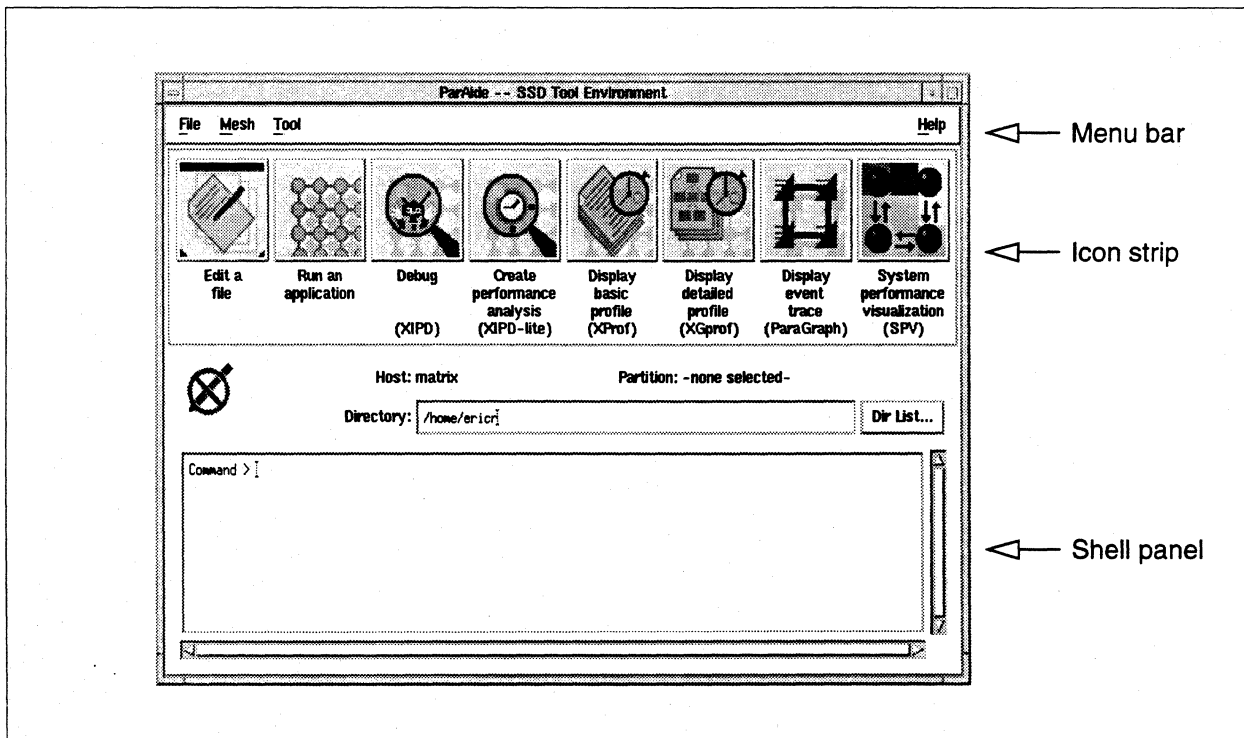 ParAide -- SSD Tool Environment
File Mesh Tool Help
Menu bar
Icon strip
Edit a file
Run an application
Debug (XIPD)
Create performance analysis (XIPD-lite)
Display basic profile (XProf)
Display detailed profile (XGprof)
Display event trace (ParaGraph)
System performance visualization (SPV)
Host: matrix Partition: -none selected-
Directory: /home/ericr Dir List...
Command >
Shell panel